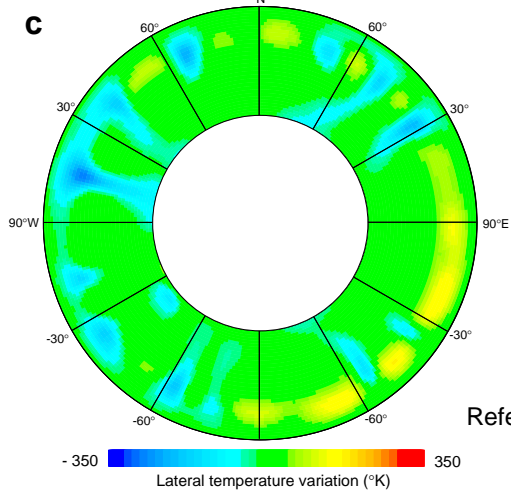 c
N
60°
60°
30°
30°
90°W
90°E
-30°
-30°
-60°
-60°
Refe
- 350
350
Lateral temperature variation (°K)